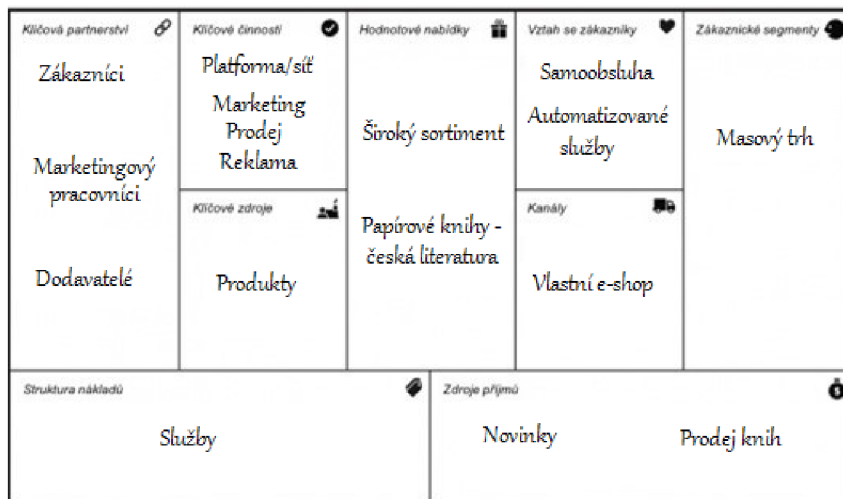 Klíčová partnerství
Zákazníci
Marketingový
pracovníci
Dodavatelé
Klíčové činnosti
Platforma/síť
Marketing
Prodej
Reklama
Klíčové zdroje
Produkty
Hodnotové nabídky
Široký sortiment
Papírové knihy -
česká literatura
Vztah se zákazníky
Samoobsluha
Automatizované
služby
Kanály
Vlastní e-shop
Zákaznické segmenty
Masový trh
Struktura nákladů
Služby
Zdroje příjmů
Novinky
Prodej knih